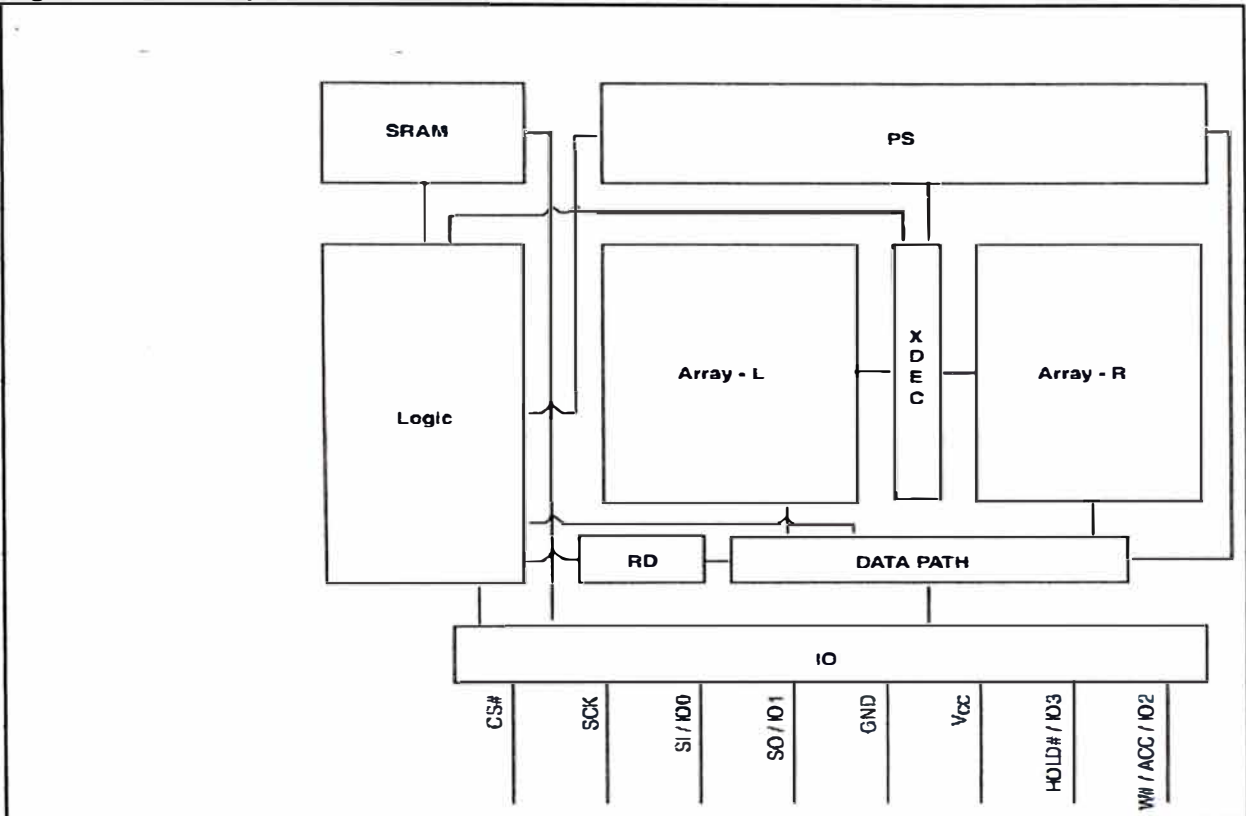 SRAM
PS
Logic
Array - L
X
D
E
C
Array - R
RD
DATA PATH
IO
CS#
SCK
SI / IO0
SO / IO1
GND
Vcc
HOLD# / IO3
W# / ACC / IO2